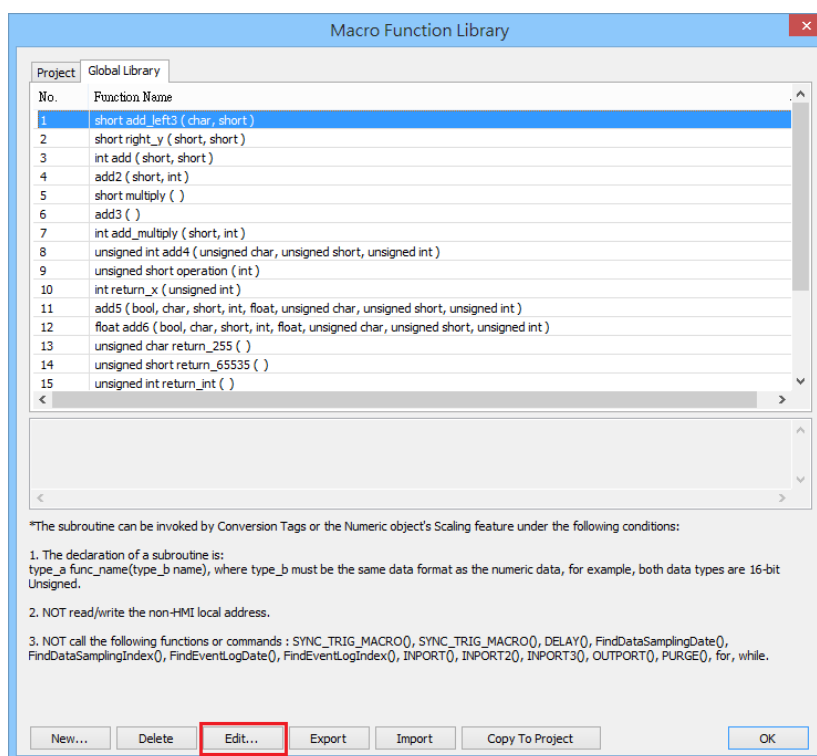 Macro Function Library
Project Global Library
No. Function Name
1 short add_left3 ( char, short )
2 short right_y ( short, short )
3 int add ( short, short )
4 add2 ( short, int )
5 short multiply ( )
6 add3 ( )
7 int add_multiply ( short, int )
8 unsigned int add4 ( unsigned char, unsigned short, unsigned int )
9 unsigned short operation ( int )
10 int return_x ( unsigned int )
11 add5 ( bool, char, short, int, float, unsigned char, unsigned short, unsigned int )
12 float add6 ( bool, char, short, int, float, unsigned char, unsigned short, unsigned int )
13 unsigned char return_255 ( )
14 unsigned short return_65535 ( )
15 unsigned int return_int ( )
*The subroutine can be invoked by Conversion Tags or the Numeric object's Scaling feature under the following conditions:
1. The declaration of a subroutine is:
type_a func_name(type_b name), where type_b must be the same data format as the numeric data, for example, both data types are 16-bit
Unsigned.
2. NOT read/write the non-HMI local address.
3. NOT call the following functions or commands : SYNC_TRIG_MACRO(), SYNC_TRIG_MACRO(), DELAY(), FindDataSamplingDate(),
FindDataSamplingIndex(), FindEventLogDate(), FindEventLogIndex(), INPORT(), INPORT2(), INPORT3(), OUTPORT(), PURGE(), for, while.
New... Delete Edit... Export Import Copy To Project OK